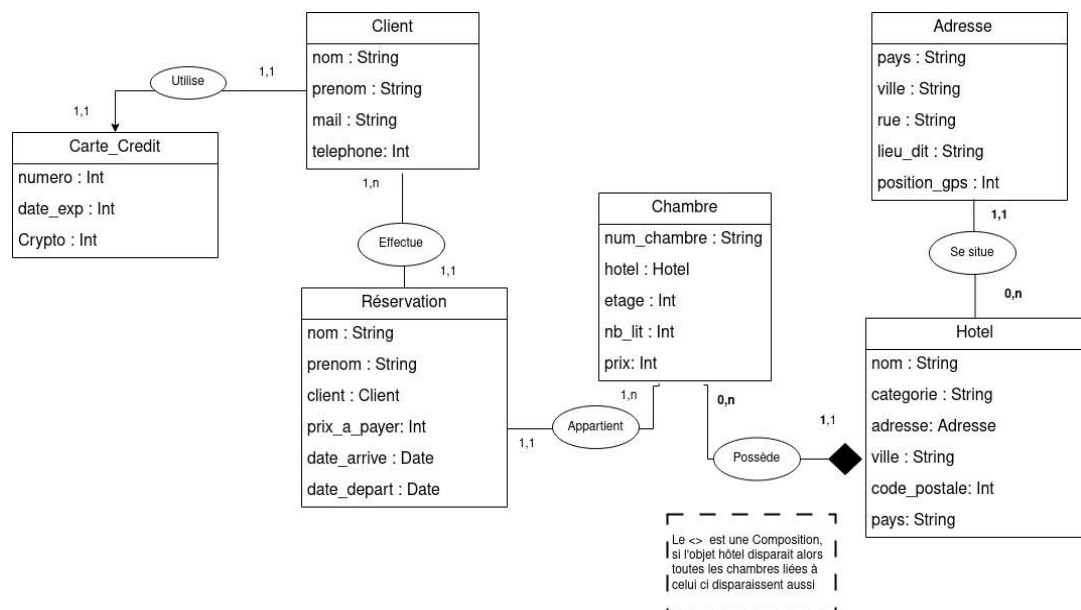 Client
nom : String
prenom : String
mail : String
telephone: Int
Utilise
1,1
1,1
Carte_Credit
numero : Int
date_exp : Int
Crypto : Int
1,n
Effectue
1,1
Réservation
nom : String
prenom : String
client : Client
prix_a_payer: Int
date_arrive : Date
date_depart : Date
1,1
Appartient
1,n
Chambre
num_chambre : String
hotel : Hotel
etage : Int
nb_lit : Int
prix: Int
0,n
Possède
1,1
Adresse
pays : String
ville : String
rue : String
lieu_dit : String
position_gps : Int
1,1
Se situe
0,n
Hotel
nom : String
categorie : String
adresse: Adresse
ville : String
code_postale: Int
pays: String
Le <> est une Composition,
si l'objet hôtel disparait alors
toutes les chambres liées à
celui ci disparaissent aussi